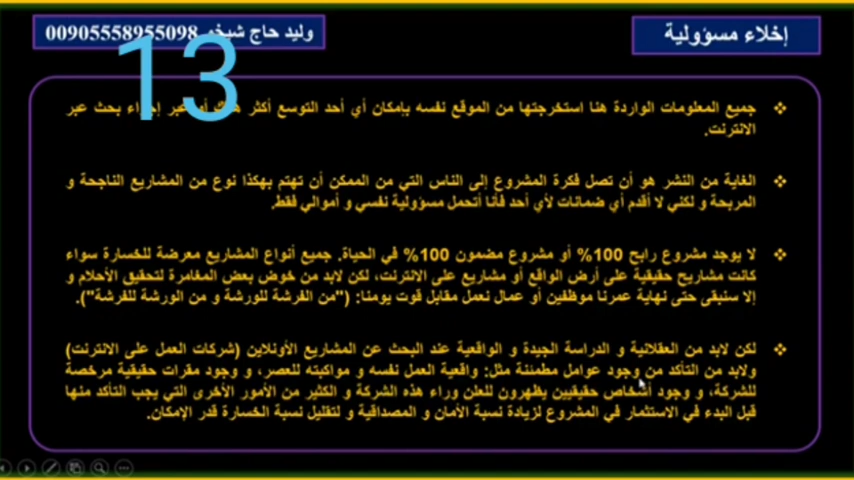 إخلاء مسؤولية
وليد حاج شيخو 00905558955098
13
جميع المعلومات الواردة هنا استخرجتها من الموقع نفسه بإمكان أي أحد التوسع أكثر بحث عبر
الانترنت.
الغاية من النشر هو أن تصل فكرة المشروع إلى الناس التي من الممكن أن تهتم بهكذا نوع من المشاريع الناجحة و
المربحة و لكني لا أقدم أي ضمانات لأي أحد فأنا أتحمل مسؤولية نفسي و أموالي فقط.
لا يوجد مشروع رابح 100% أو مشروع مضمون 100% في الحياة. جميع أنواع المشاريع معرضة للخسارة سواء
كانت مشاريح حقيقية على أرض الواقع أو مشاريع على الانترنت، لكن لابد من خوض بعض المغامرة لتحقيق الأحلام و
إلا سنبقى حتى نهاية عمرنا موظفين أو عمال نعمل مقابل قوت يومنا: ("من الفرشة للورشة و من الورشة للفرشة").
لكن لابد من العقلانية و الدراسة الجيدة و الواقعية عند البحث عن المشاريع الأونلاين (شركات العمل على الانترنت)
ولابد من التأكد من وجود عوامل مطمئنة مثل: واقعية العمل نفسه و مواكبته للعصر، و وجود مقرات حقيقية مرخصة
للشركة، و وجود أشخاص حقيقيين يظهرون للعلن وراء هذه الشركة و الكثير من الأمور الأخرى التي يجب التأكد منها
قبل البدء في الاستثمار في المشروع لزيادة نسبة الأمان و المصداقية و لتقليل نسبة الخسارة قدر الإمكان.